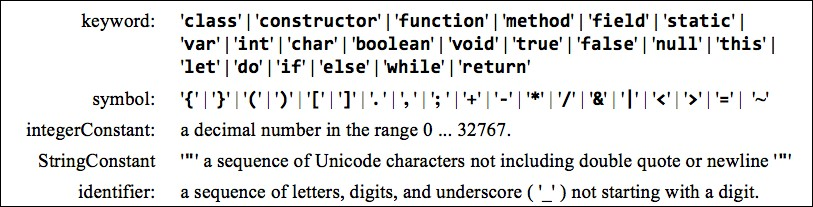 keyword: 'class'|'constructor'|'function'|'method'|'field'|'static'|
'var'|'int'|'char'|'boolean'|'void'|'true'|'false'|'null'|'this'|
'let'|'do'|'if'|'else'|'while'|'return'
symbol: '{'|'}'|'('|')'|'['|']'|'.'|','|';'|'+'|'-'|'*'|'/'|'&'|'|'|'<'|'>'|'='|'~'
integerConstant: a decimal number in the range 0 ... 32767.
StringConstant '"' a sequence of Unicode characters not including double quote or newline '"'
identifier: a sequence of letters, digits, and underscore ( '_' ) not starting with a digit.